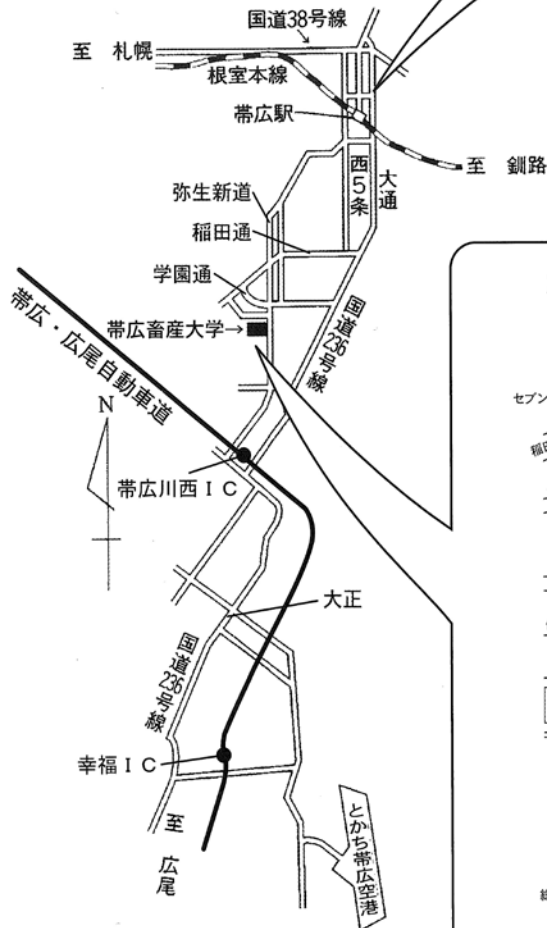 国道38号線
至 札幌
根室本線
帯広駅
至 釧路
西5条
大通
弥生新道
稲田通
学園通
国道236号線
帯広畜産大学→
帯広・広尾自動車道
N
セブン
帯広川西IC
大正
国道236号線
幸福IC
至 広尾
とかち帯広空港